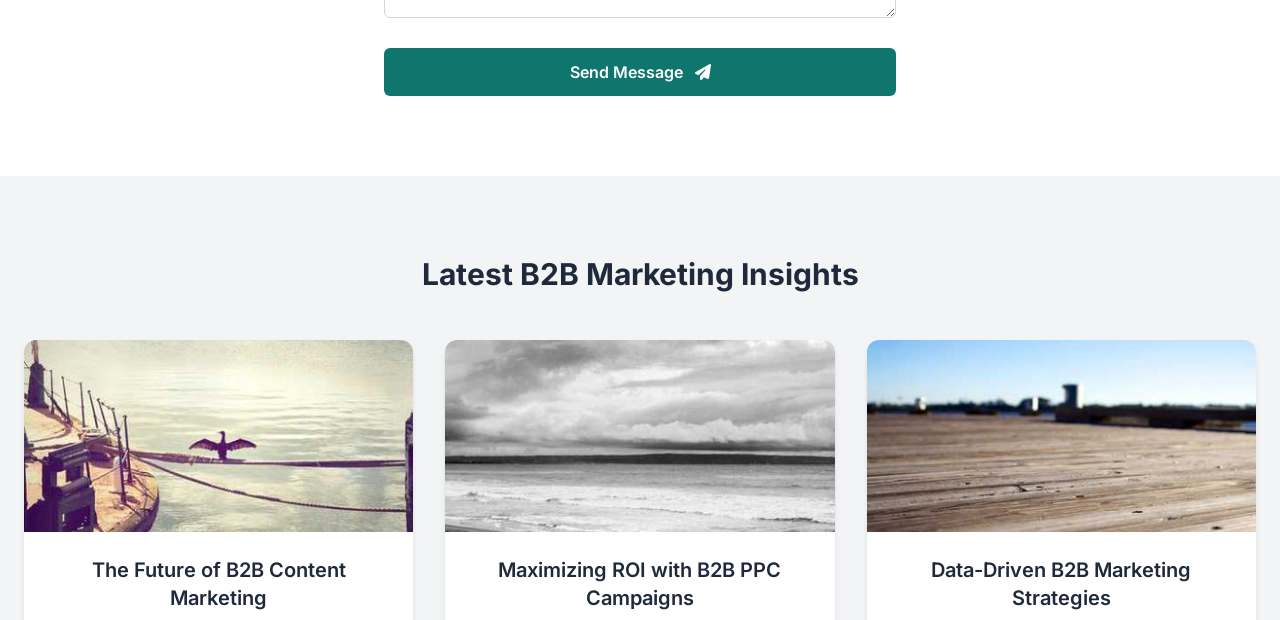 Send Message
Latest B2B Marketing Insights
The Future of B2B Content
Marketing
Maximizing ROI with B2B PPC
Campaigns
Data-Driven B2B Marketing
Strategies